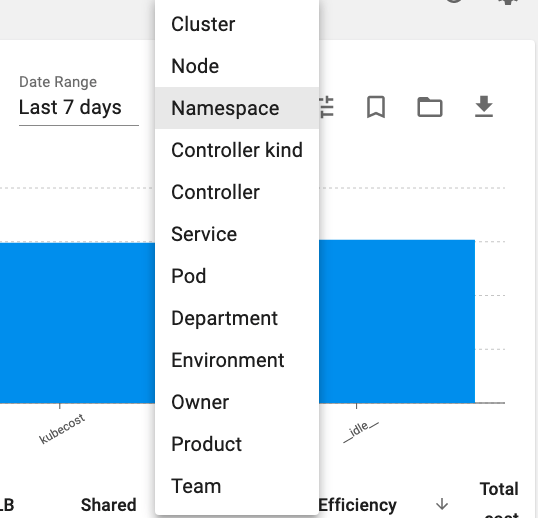 Cluster
Node
Date Range
Last 7 days
Namespace
Controller kind
Controller
Service
Pod
Department
Environment
Owner
kubecost
__idle__
Product
Team
LB
Shared
Efficiency
Total
cost